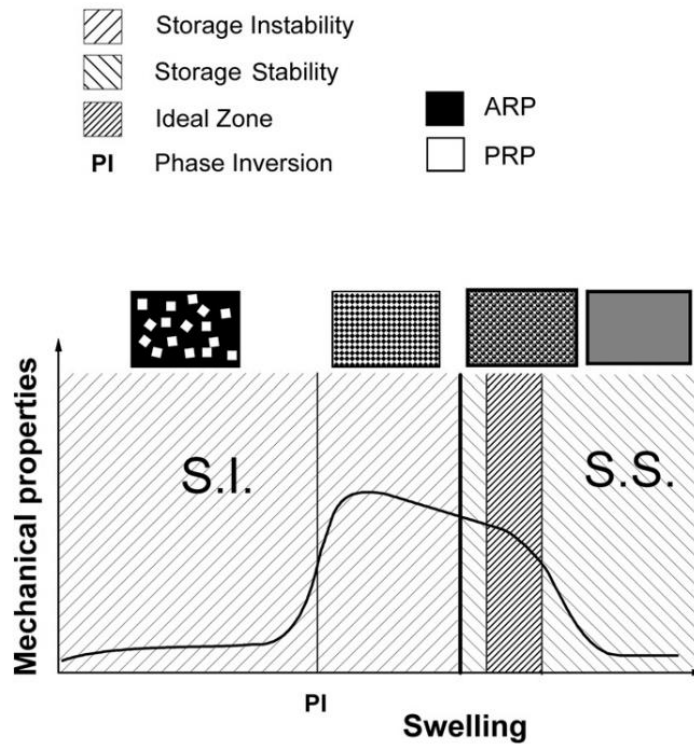 Storage Instability
Storage Stability
Ideal Zone
PI Phase Inversion
ARP
PRP
Mechanical properties
S.I.
S.S.
PI
Swelling